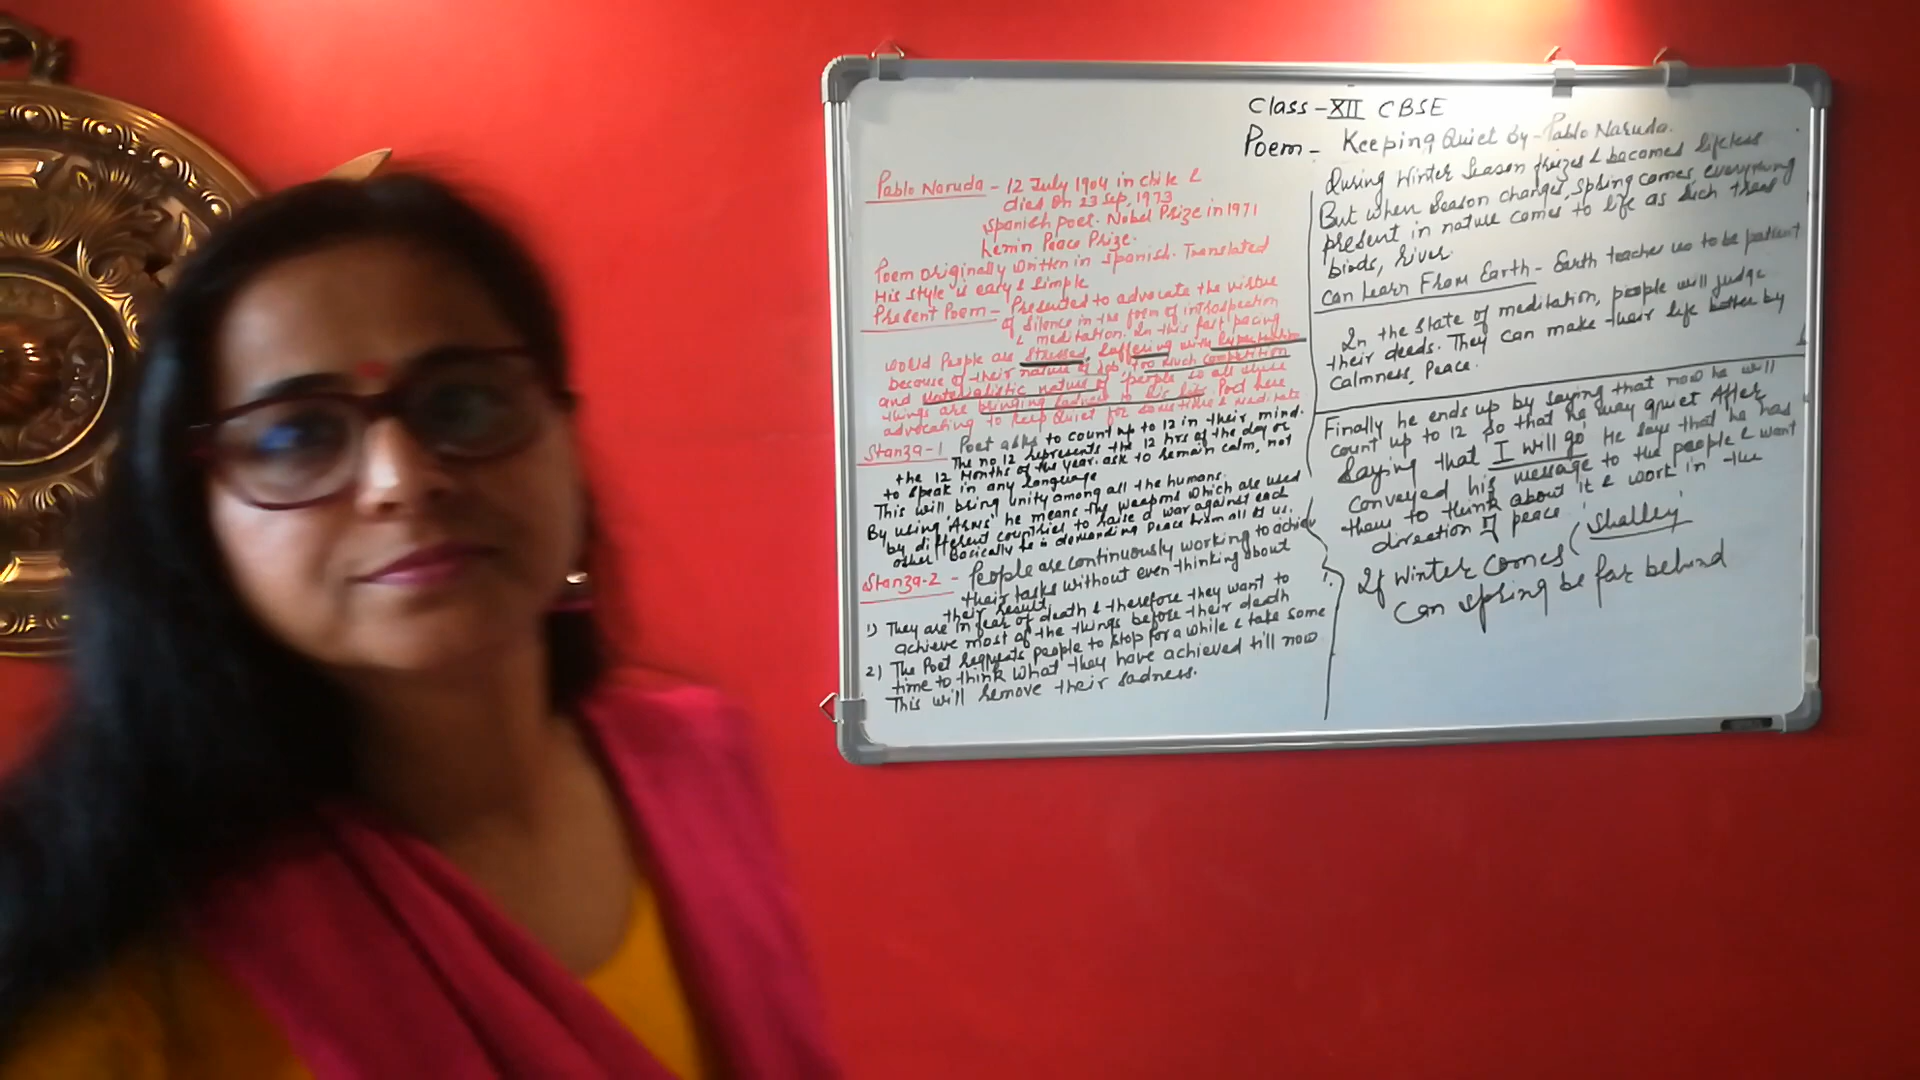 Class - XII CBSE
Poem - Keeping Quiet By - Pablo Naruda.
Pablo Naruda - 12 July 1904 in Chile &
died on 23 Sep, 1973
Spanish poet. Nobel Prize in 1971
Lenin Peace Prize.
Poem originally written in Spanish. Translated
His style is easy & simple
Present Poem - Presented to advocate the virtue
of silence in the form of introspection
& meditation. In this fast pacing
world People are stressed, suffering with hypertension
because of their nature of job, too much competition
and Materialistic nature of people so all these
things are bringing sadness to his life. Poet here
advocating to keep Quiet for some time & meditate
Stanza-1 Poet asks to count up to 12 in their mind.
The no 12 represents the 12 hrs of the day or
the 12 Months of the year. ask to remain calm, not
to speak in any language
This will bring unity among all the humans.
By using 'Arms' he means the weapons which are used
by different countries to raise a war against each
other. Basically he is demanding peace from all of us.
Stanza-2 - People are continuously working to achieve
their tasks without even thinking about
their result.
1) They are in fear of death & therefore they want to
achieve most of the things before their death
2) The Poet requests people to stop for a while & take some
time to think what they have achieved till now
This will remove their sadness.
During Winter Season freizes & becomes lifeless
But when Season changes, spring comes, everything
present in nature comes to life as such trees
birds, river.
Can Learn From Earth - Earth teaches us to be patient
In the state of meditation, people will judge
their deeds. They can make their life better by
Calmness, Peace.
Finally he ends up by saying that now he will
count up to 12 so that he may quiet After
Saying that I will go He says that he has
conveyed his message to the people & want
them to think about it & work in the
direction of peace
(Shalley
If Winter Comes
Can spring be far behind